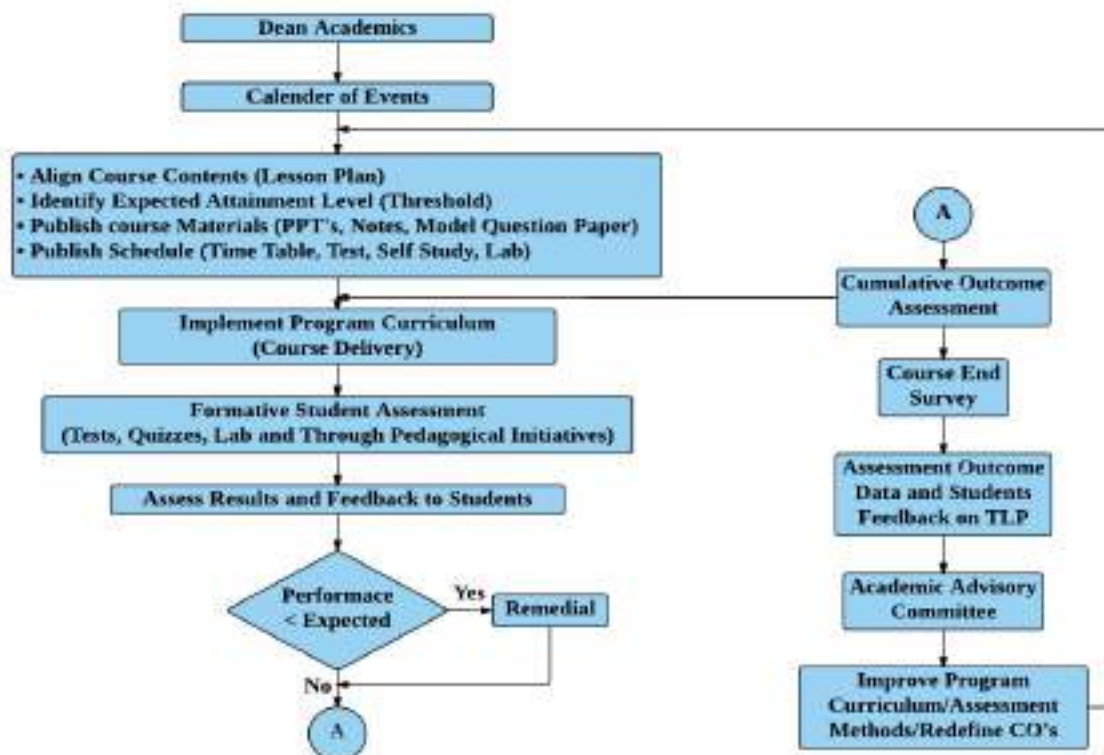 Dean Academics
Calender of Events
• Align Course Contents (Lesson Plan)
• Identify Expected Attainment Level (Threshold)
• Publish course Materials (PPT's, Notes, Model Question Paper)
• Publish Schedule (Time Table, Test, Self Study, Lab)
Implement Program Curriculum
(Course Delivery)
Formative Student Assessment
(Tests, Quizzes, Lab and Through Pedagogical Initiatives)
Assess Results and Feedback to Students
Performace
< Expected
Yes
Remedial
No
A
A
Cumulative Outcome
Assessment
Course End
Survey
Assessment Outcome
Data and Students
Feedback on TLP
Academic Advisory
Committee
Improve Program
Curriculum/Assessment
Methods/Redefine CO's